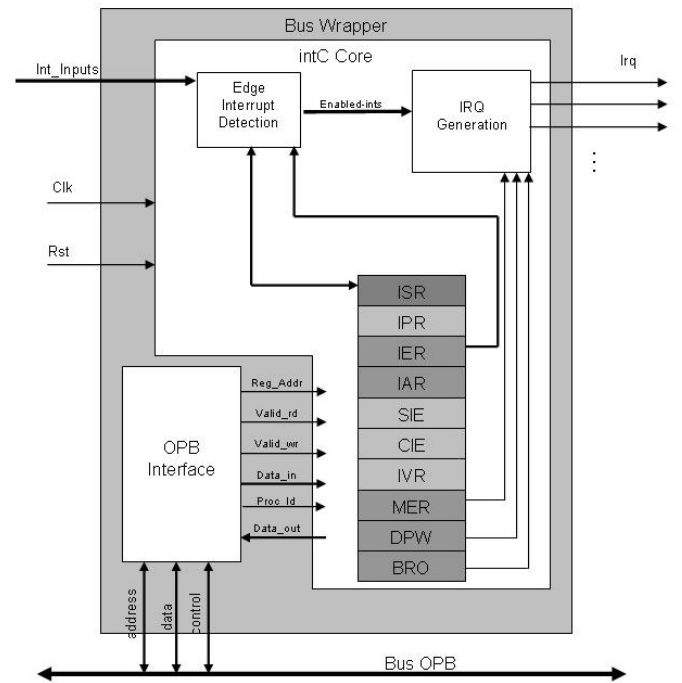 Bus Wrapper
intC Core
Int_Inputs
Edge
Interrupt
Detection
Enabled-ints
IRQ
Generation
Irq
Clk
Rst
ISR
IPR
IER
IAR
SIE
CIE
IVR
MER
DPW
BRO
OPB
Interface
Reg_Addr
Valid_rd
Valid_wr
Data_in
Proc_Id
Data_out
address
data
control
Bus OPB